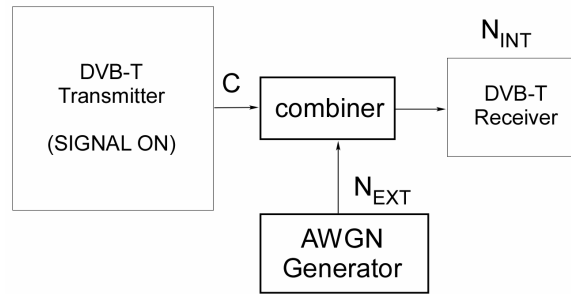 DVB-T
Transmitter
(SIGNAL ON)
C
combiner
N_INT
DVB-T
Receiver
N_EXT
AWGN
Generator